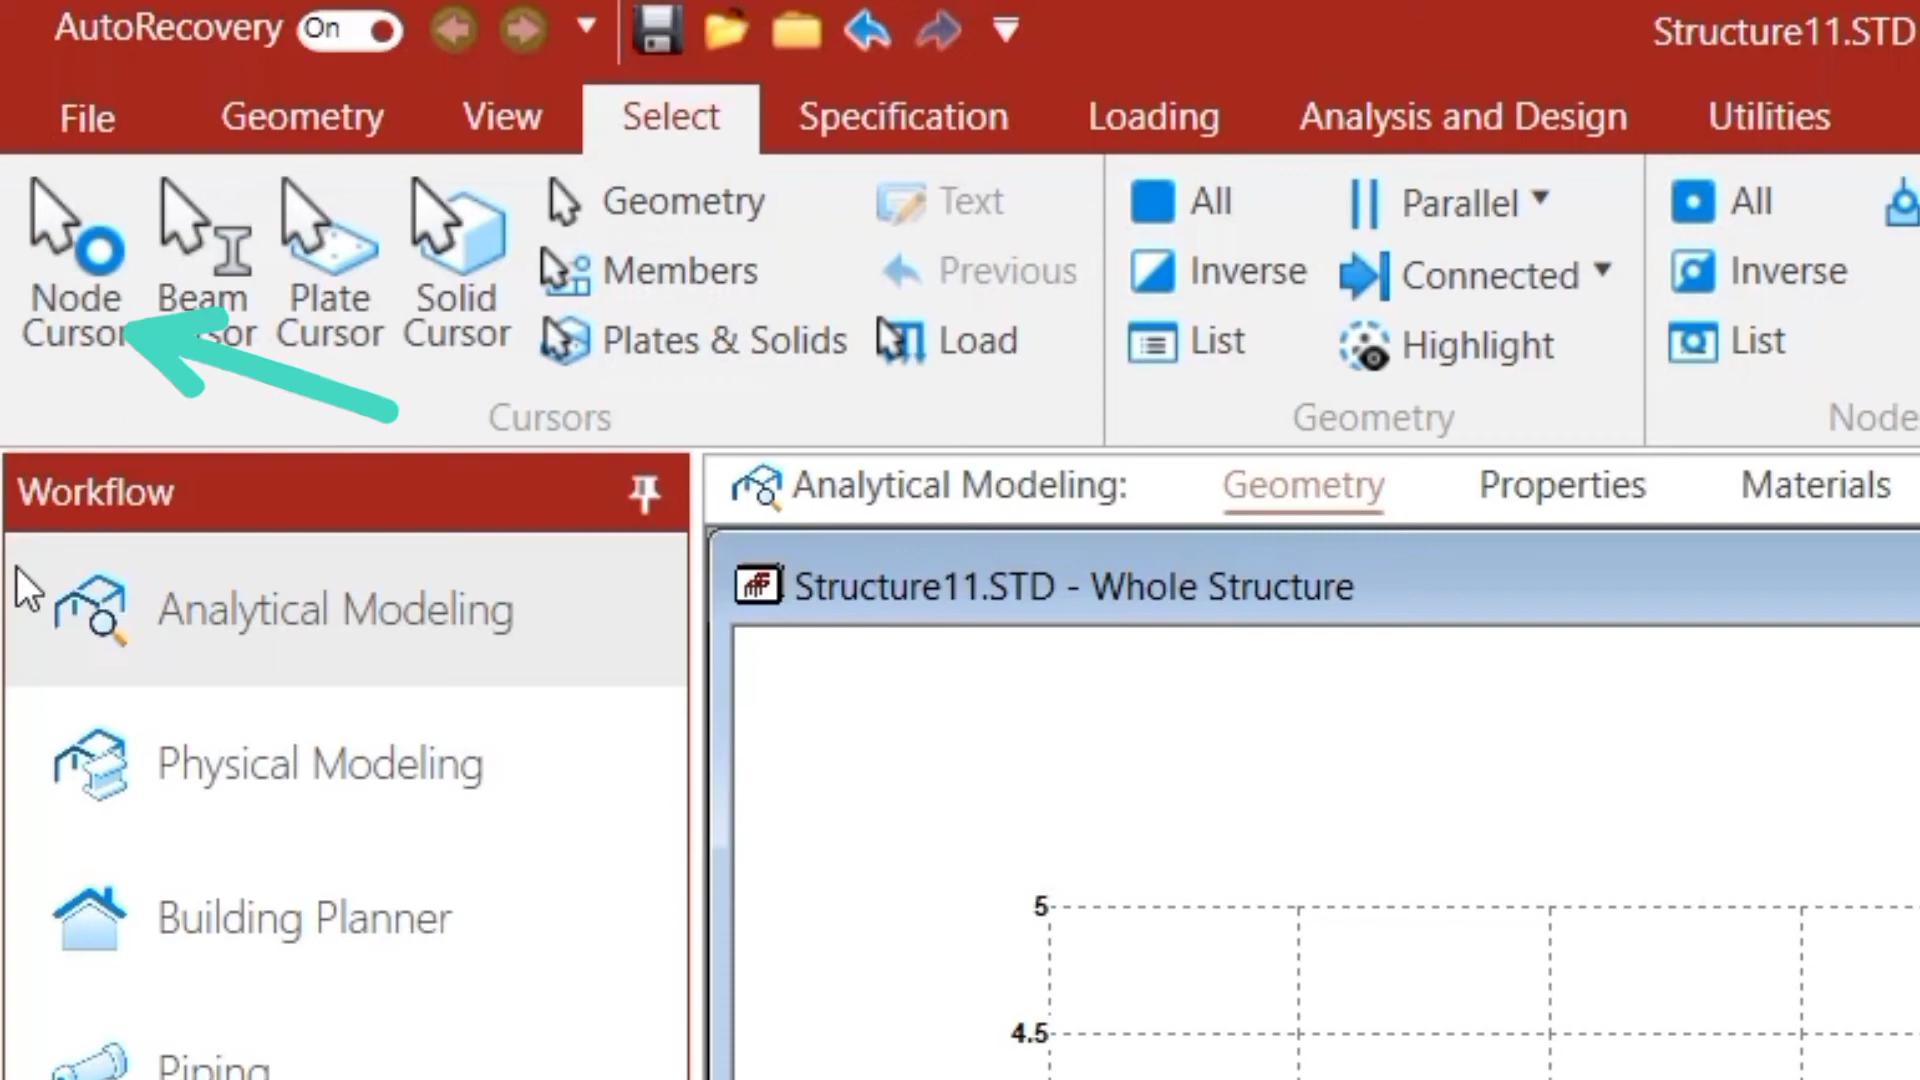 AutoRecovery On Structure11.STD
File Geometry View Select Specification Loading Analysis and Design Utilities
Node Cursor
Plate Cursor
Solid Cursor
Beam
Geometry
Members
Plates & Solids
Text
Previous
Load
Cursors
All
Inverse
List
Parallel
Connected
Highlight
Geometry
All
Inverse
List
Node
Workflow
Analytical Modeling
Physical Modeling
Building Planner
Piping
Analytical Modeling: Geometry Properties Materials
Structure11.STD - Whole Structure
5
4.5